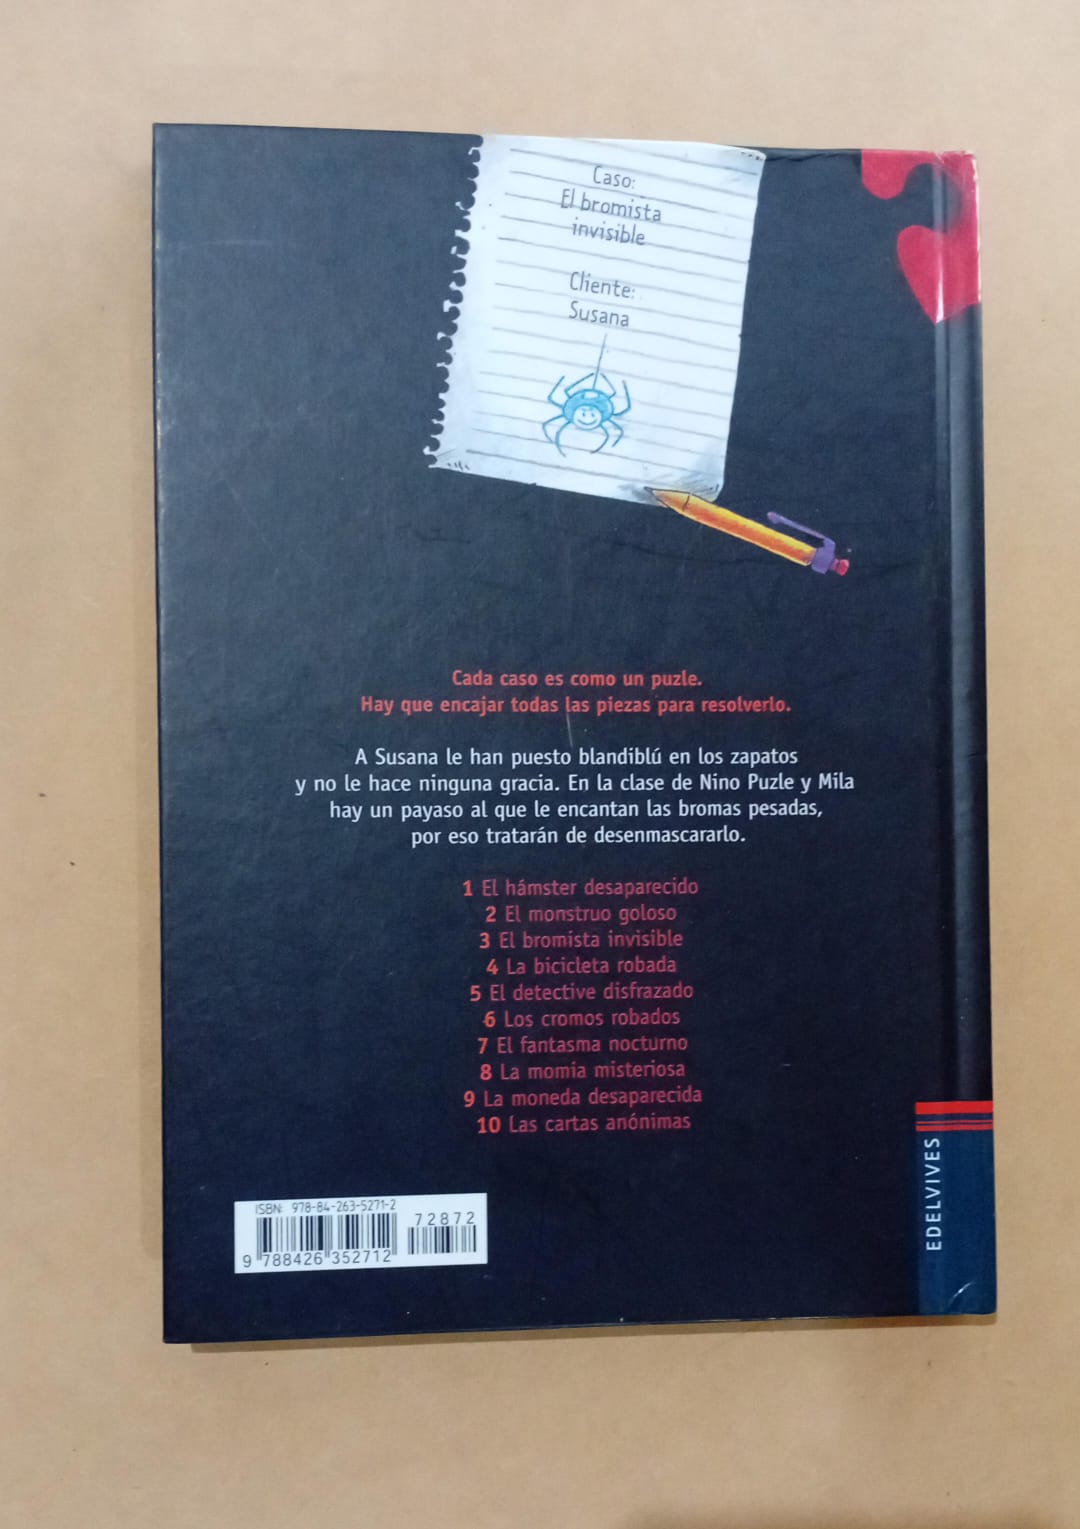 Caso:
El bromista
invisible
Cliente:
Susana
Cada caso es como un puzle.
Hay que encajar todas las piezas para resolverlo.
A Susana le han puesto blandiblú en los zapatos
y no le hace ninguna gracia. En la clase de Nino Puzle y Mila
hay un payaso al que le encantan las bromas pesadas,
por eso tratarán de desenmascararlo.
1 El hámster desaparecido
2 El monstruo goloso
3 El bromista invisible
4 La bicicleta robada
5 El detective disfrazado
6 Los cromos robados
7 El fantasma nocturno
8 La momia misteriosa
9 La moneda desaparecida
10 Las cartas anónimas
ISBN: 978-84-263-5271-2
72872
9 788426 352712
EDELVIVES